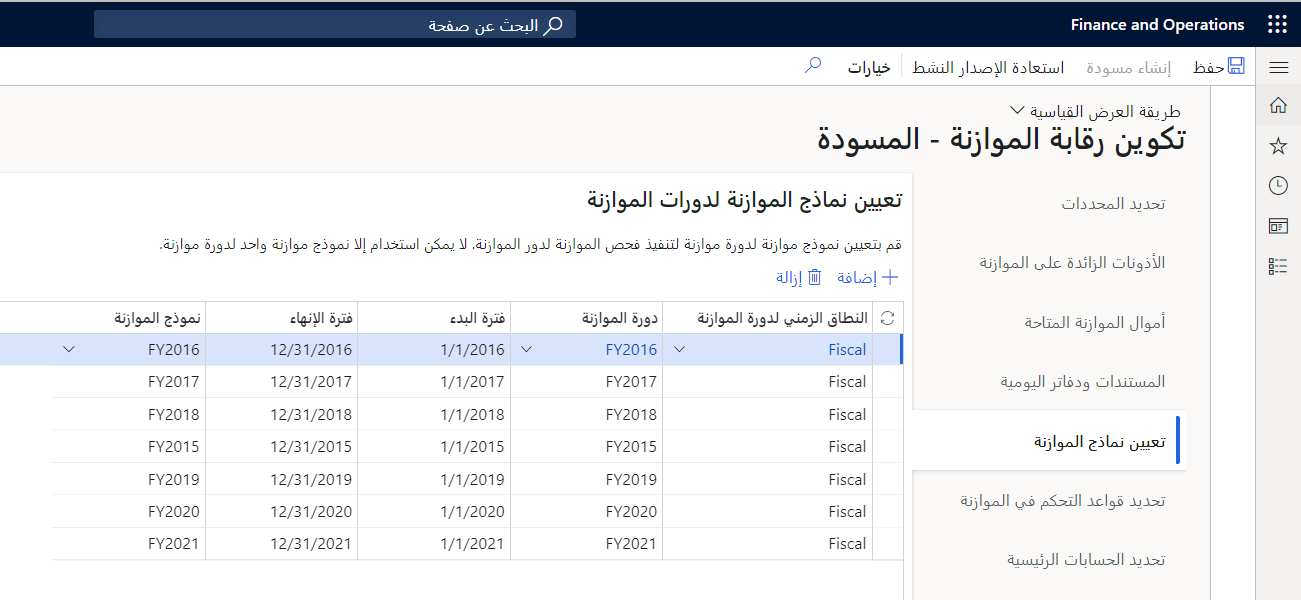 Finance and Operations
البحث عن صفحة
حفظ إنشاء مسودة استعادة الإصدار النشط خيارات
طريقة العرض القياسية
تكوين رقابة الموازنة - المسودة
تحديد المحددات
الأذونات الزائدة على الموازنة
أموال الموازنة المتاحة
المستندات ودفاتر اليومية
تعيين نماذج الموازنة
تحديد قواعد التحكم في الموازنة
تحديد الحسابات الرئيسية
تعيين نماذج الموازنة لدورات الموازنة
قم بتعيين نموذج موازنة لدورة موازنة لتنفيذ فحص الموازنة لدور الموازنة. لا يمكن استخدام إلا نموذج موازنة واحد لدورة موازنة.
إضافة إزالة
النطاق الزمني لدورة الموازنة دورة الموازنة فترة البدء فترة الإنهاء نموذج الموازنة
Fiscal FY2016 1/1/2016 12/31/2016 FY2016
Fiscal FY2017 1/1/2017 12/31/2017 FY2017
Fiscal FY2018 1/1/2018 12/31/2018 FY2018
Fiscal FY2015 1/1/2015 12/31/2015 FY2015
Fiscal FY2019 1/1/2019 12/31/2019 FY2019
Fiscal FY2020 1/1/2020 12/31/2020 FY2020
Fiscal FY2021 1/1/2021 12/31/2021 FY2021